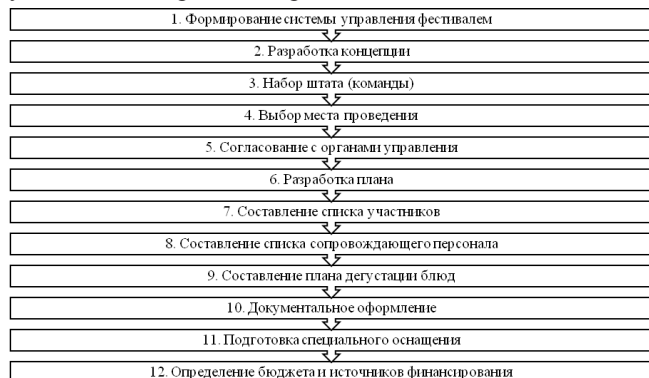 1. Формирование системы управления фестивалем
2. Разработка концепции
3. Набор штата (команды)
4. Выбор места проведения
5. Согласование с органами управления
6. Разработка плана
7. Составление списка участников
8. Составление списка сопровождающего персонала
9. Составление плана дегустации блюд
10. Документальное оформление
11. Подготовка специального оснащения
12. Определение бюджета и источников финансирования